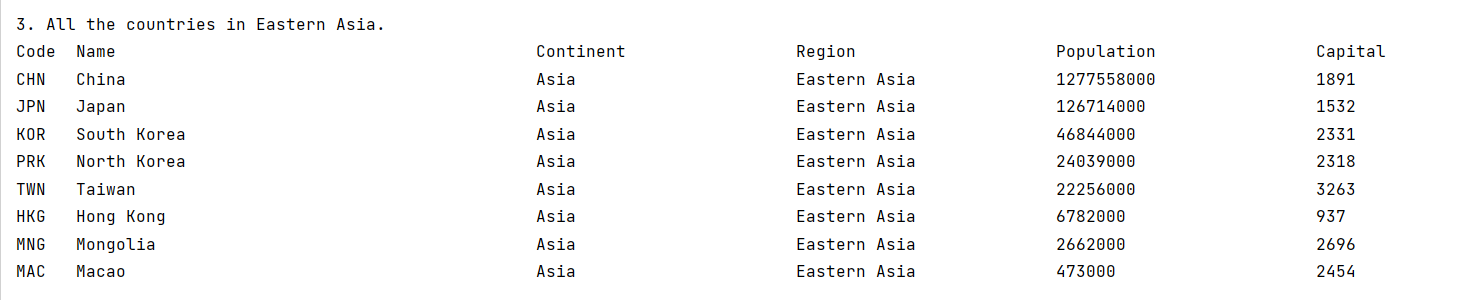 3. All the countries in Eastern Asia.
Code Name Continent Region Population Capital
CHN China Asia Eastern Asia 1277558000 1891
JPN Japan Asia Eastern Asia 126714000 1532
KOR South Korea Asia Eastern Asia 46844000 2331
PRK North Korea Asia Eastern Asia 24039000 2318
TWN Taiwan Asia Eastern Asia 22256000 3263
HKG Hong Kong Asia Eastern Asia 6782000 937
MNG Mongolia Asia Eastern Asia 2662000 2696
MAC Macao Asia Eastern Asia 473000 2454